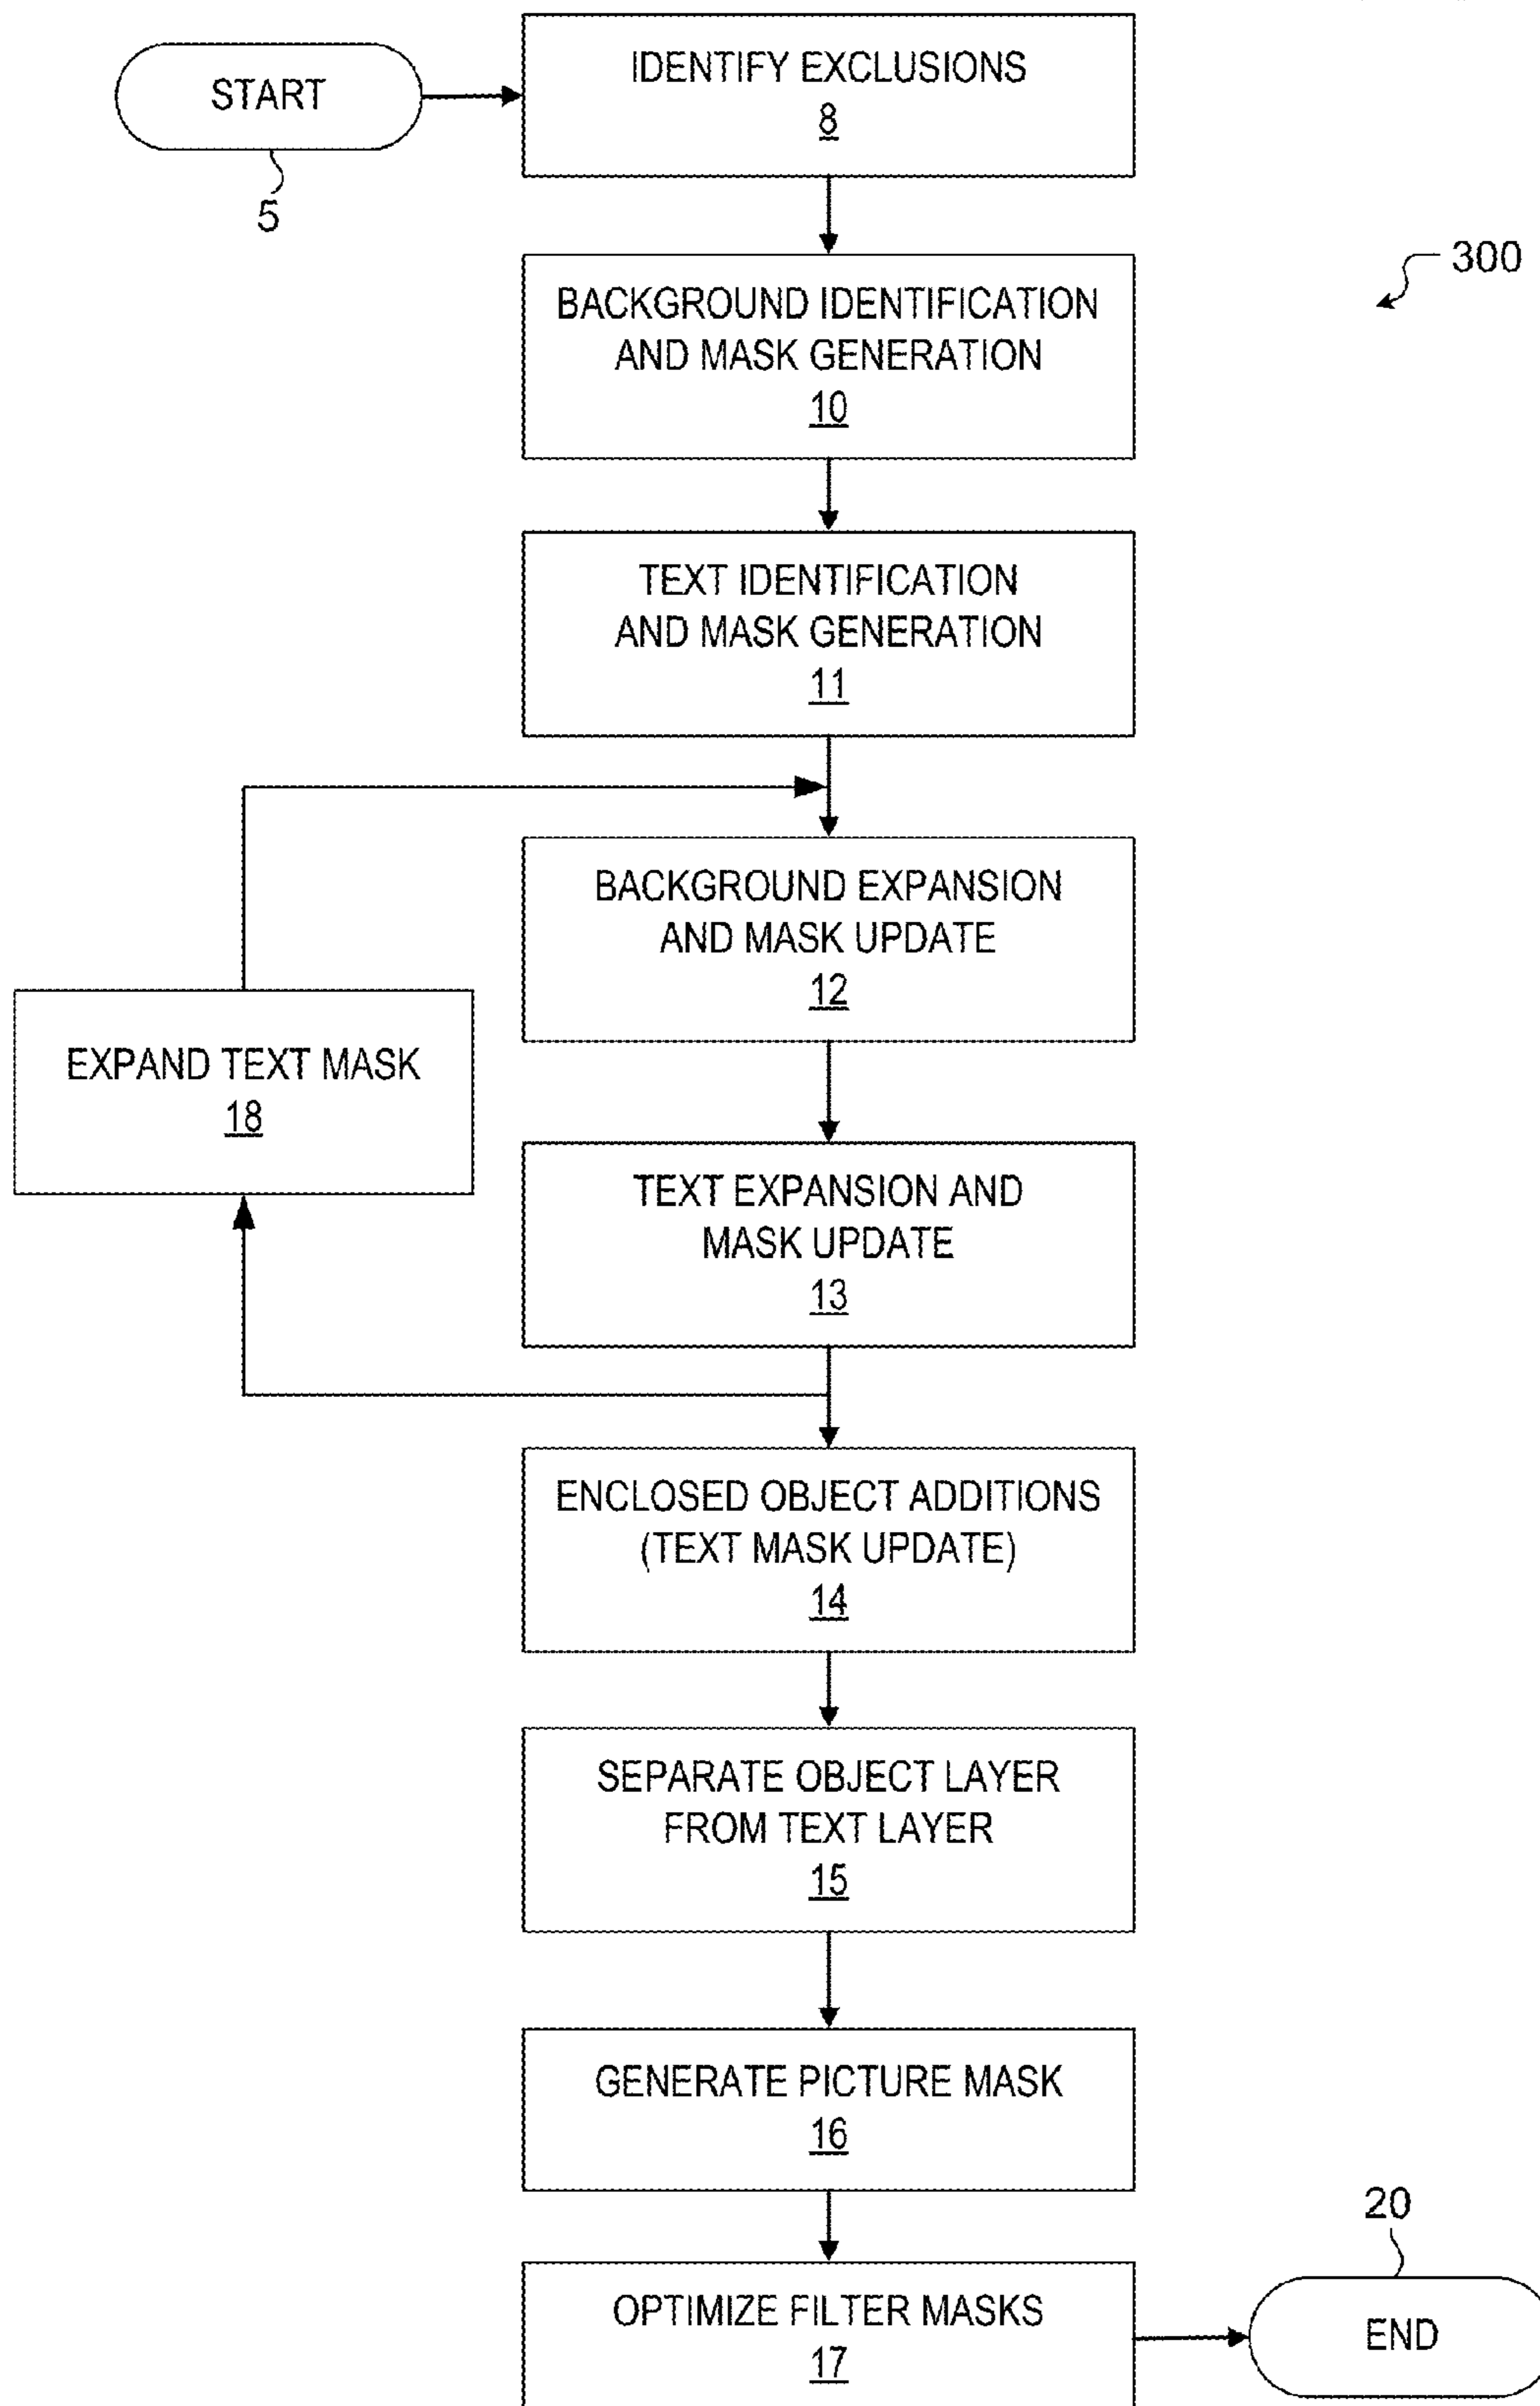 START
5
IDENTIFY EXCLUSIONS
8
300
BACKGROUND IDENTIFICATION
AND MASK GENERATION
10
TEXT IDENTIFICATION
AND MASK GENERATION
11
BACKGROUND EXPANSION
AND MASK UPDATE
12
EXPAND TEXT MASK
18
TEXT EXPANSION AND
MASK UPDATE
13
ENCLOSED OBJECT ADDITIONS
(TEXT MASK UPDATE)
14
SEPARATE OBJECT LAYER
FROM TEXT LAYER
15
GENERATE PICTURE MASK
16
OPTIMIZE FILTER MASKS
17
20
END